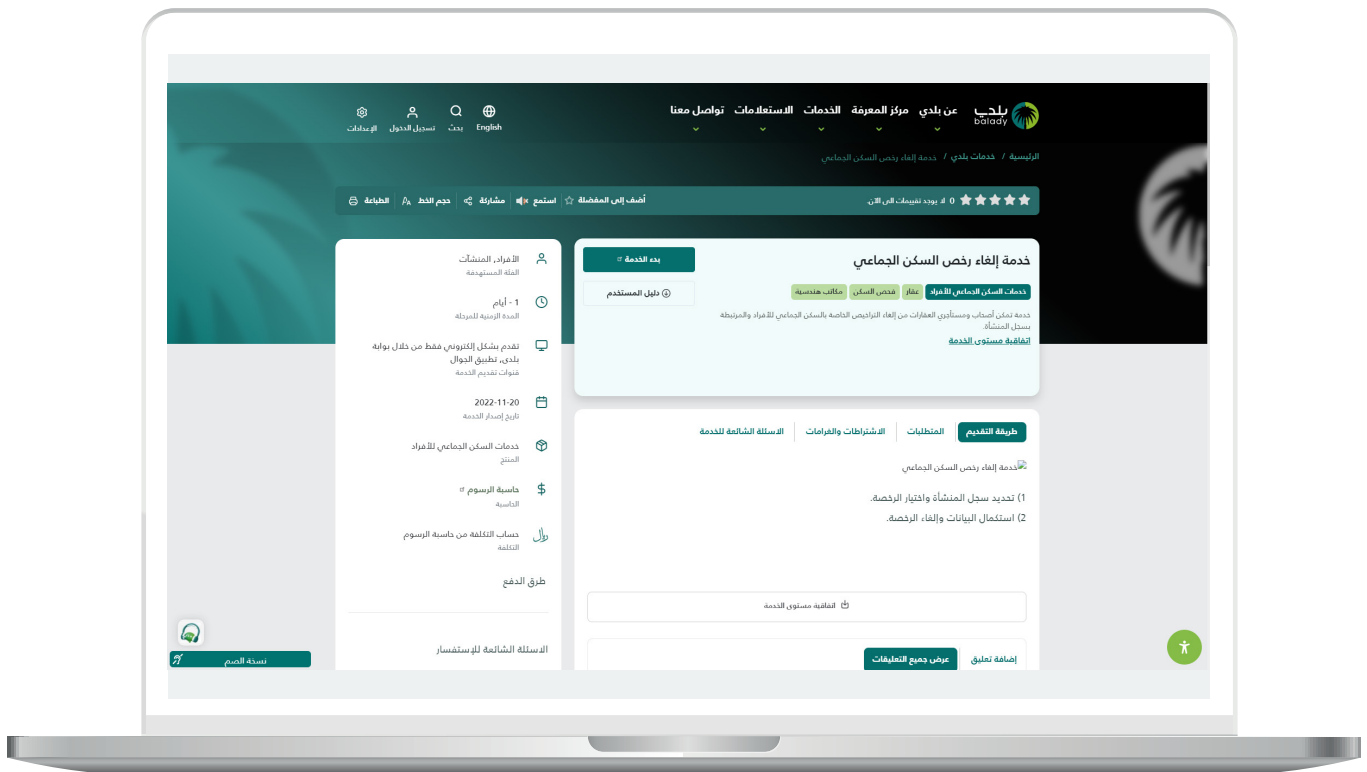 بلدي
balady
عن بلدي
مركز المعرفة
الخدمات
الاستعلامات
تواصل معنا
English
بحث
تسجيل الدخول
الإعدادات
الرئيسية / خدمات بلدي / خدمة إلغاء رخص السكن الجماعي
0 لا يوجد تقييمات الى الآن.
أضف إلى المفضلة
استمع
مشاركة
حجم الخط
الطباعة
خدمة إلغاء رخص السكن الجماعي
بدء الخدمة
دليل المستخدم
خدمات السكن الجماعي للأفراد
عقار
فحص السكن
مكاتب هندسية
خدمة تمكن أصحاب ومستأجري العقارات من إلغاء التراخيص الخاصة بالسكن الجماعي للأفراد والمرتبطة
بسجل المنشأة.
اتفاقية مستوى الخدمة
طريقة التقديم
المتطلبات
الاشتراطات والغرامات
الاسئلة الشائعة للخدمة
خدمة إلغاء رخص السكن الجماعي
1) تحديد سجل المنشأة واختيار الرخصة.
2) استكمال البيانات وإلغاء الرخصة.
اتفاقية مستوى الخدمة
إضافة تعليق
عرض جميع التعليقات
الأفراد, المنشآت
الفئة المستهدفة
1 - أيام
المدة الزمنية للمرحلة
تقدم بشكل إلكتروني فقط من خلال بوابة
بلدي, تطبيق الجوال
قنوات تقديم الخدمة
2022-11-20
تاريخ إصدار الخدمة
خدمات السكن الجماعي للأفراد
المنتج
حاسبة الرسوم
الحاسبة
ريال
حساب التكلفة من حاسبة الرسوم
التكلفة
طرق الدفع
الاسئلة الشائعة للإستفسار
نسخة الصم